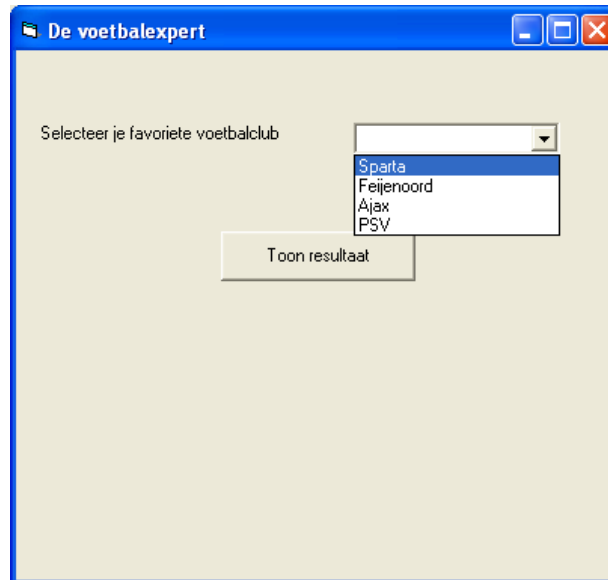 De voetbalexpert
Selecteer je favoriete voetbalclub
Sparta
Feijenoord
Ajax
PSV
Toon resultaat